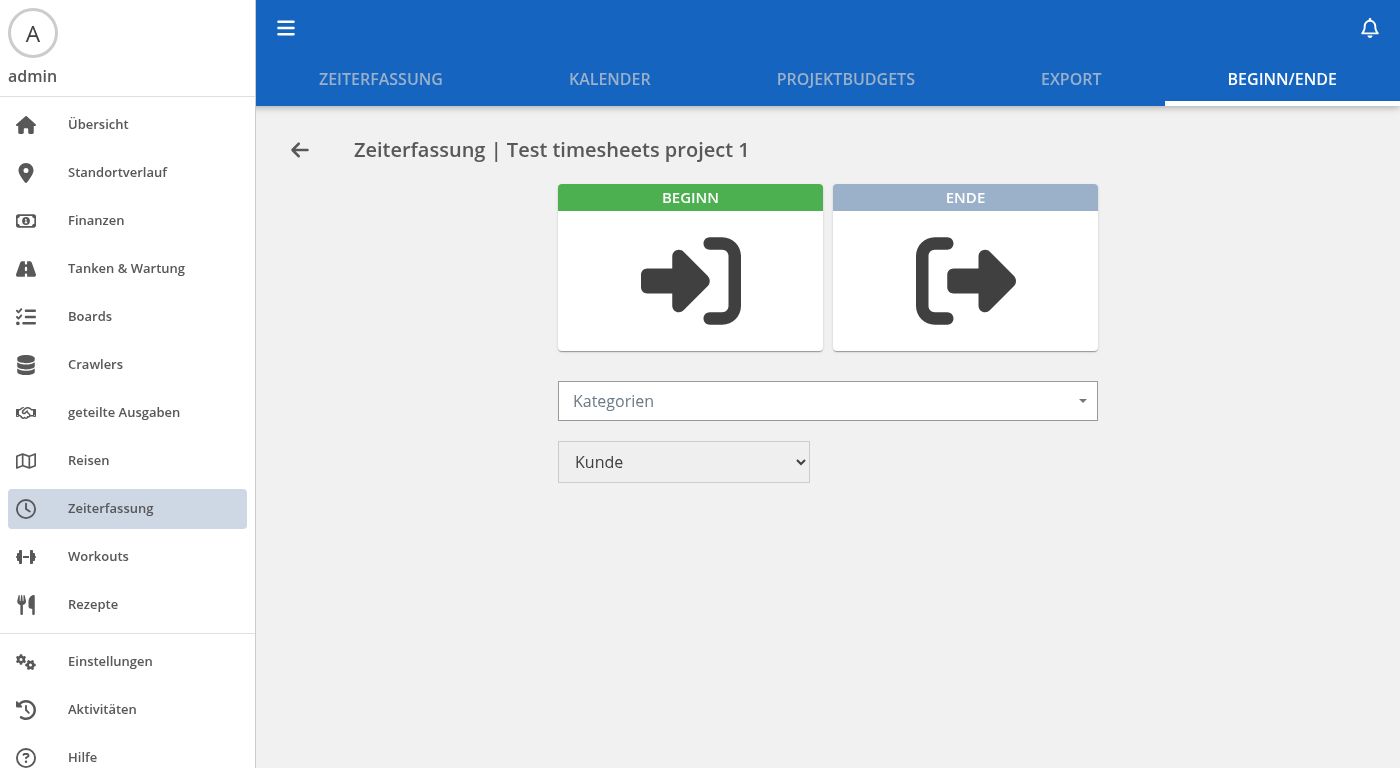 A
admin
Übersicht
Standortverlauf
Finanzen
Tanken & Wartung
Boards
Crawlers
geteilte Ausgaben
Reisen
Zeiterfassung
Workouts
Rezepte
Einstellungen
Aktivitäten
Hilfe
ZEITERFASSUNG KALENDER PROJEKTBUDGETS EXPORT BEGINN/ENDE
Zeiterfassung | Test timesheets project 1
BEGINN ENDE
Kategorien
Kunde